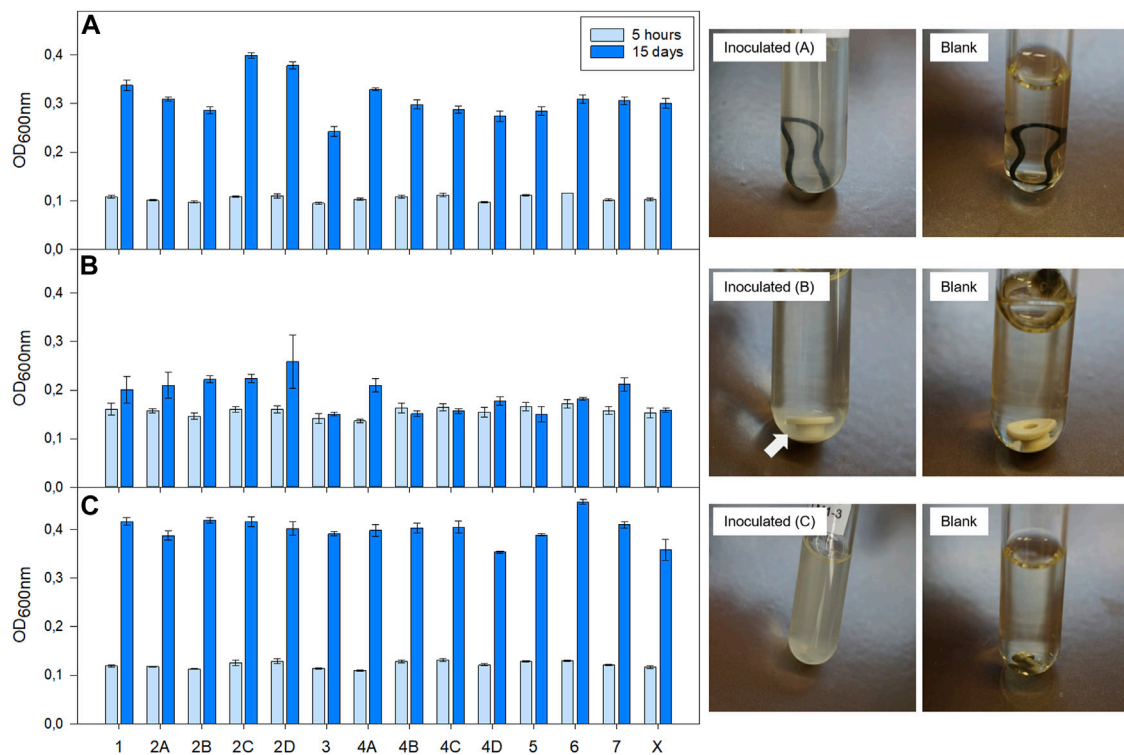 A
5 hours
15 days
0,4
0,3
0,2
0,1
0,0
OD600nm
Inoculated (A)
Blank
B
0,4
0,3
0,2
0,1
0,0
OD600nm
Inoculated (B)
Blank
C
0,4
0,3
0,2
0,1
0,0
OD600nm
Inoculated (C)
Blank
1 2A 2B 2C 2D 3 4A 4B 4C 4D 5 6 7 X